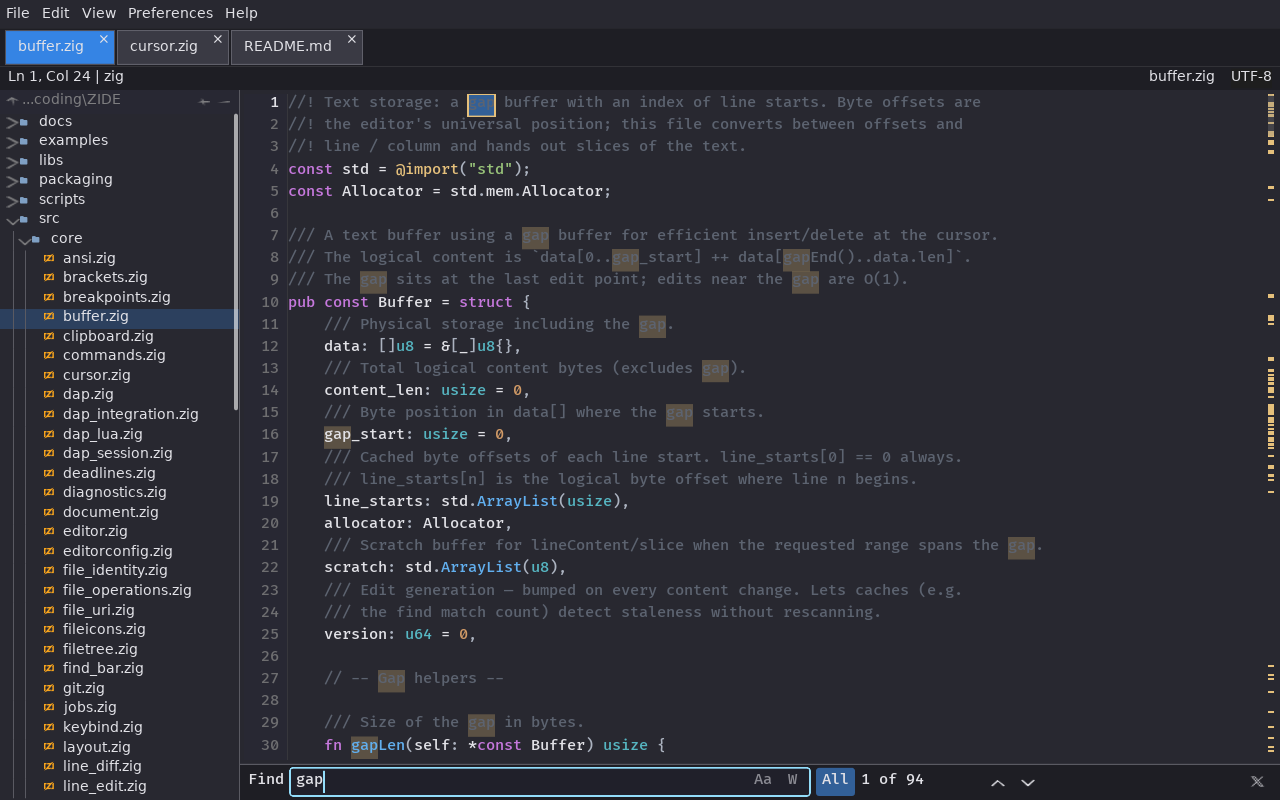 File Edit View Preferences Help
buffer.zig × cursor.zig × README.md ×
Ln 1, Col 24 | zig buffer.zig UTF-8
...coding\ZIDE
docs
examples
libs
packaging
scripts
src
core
ansi.zig
brackets.zig
breakpoints.zig
buffer.zig
clipboard.zig
commands.zig
cursor.zig
dap.zig
dap_integration.zig
dap_lua.zig
dap_session.zig
deadlines.zig
diagnostics.zig
document.zig
editor.zig
editorconfig.zig
file_identity.zig
file_operations.zig
file_uri.zig
fileicons.zig
filetree.zig
find_bar.zig
git.zig
jobs.zig
keybind.zig
layout.zig
line_diff.zig
line_edit.zig
1 //! Text storage: a gap buffer with an index of line starts. Byte offsets are
2 //! the editor's universal position; this file converts between offsets and
3 //! line / column and hands out slices of the text.
4 const std = @import("std");
5 const Allocator = std.mem.Allocator;
6
7 /// A text buffer using a gap buffer for efficient insert/delete at the cursor.
8 /// The logical content is `data[0..gap_start] ++ data[gapEnd()..data.len]`.
9 /// The gap sits at the last edit point; edits near the gap are O(1).
10 pub const Buffer = struct {
11     /// Physical storage including the gap.
12     data: []u8 = &[_]u8{},
13     /// Total logical content bytes (excludes gap).
14     content_len: usize = 0,
15     /// Byte position in data[] where the gap starts.
16     gap_start: usize = 0,
17     /// Cached byte offsets of each line start. line_starts[0] == 0 always.
18     /// line_starts[n] is the logical byte offset where line n begins.
19     line_starts: std.ArrayList(usize),
20     allocator: Allocator,
21     /// Scratch buffer for lineContent/slice when the requested range spans the gap.
22     scratch: std.ArrayList(u8),
23     /// Edit generation — bumped on every content change. Lets caches (e.g.
24     /// the find match count) detect staleness without rescanning.
25     version: u64 = 0,
26
27     // -- Gap helpers --
28
29     /// Size of the gap in bytes.
30     fn gapLen(self: *const Buffer) usize {
Find gap Aa W All 1 of 94